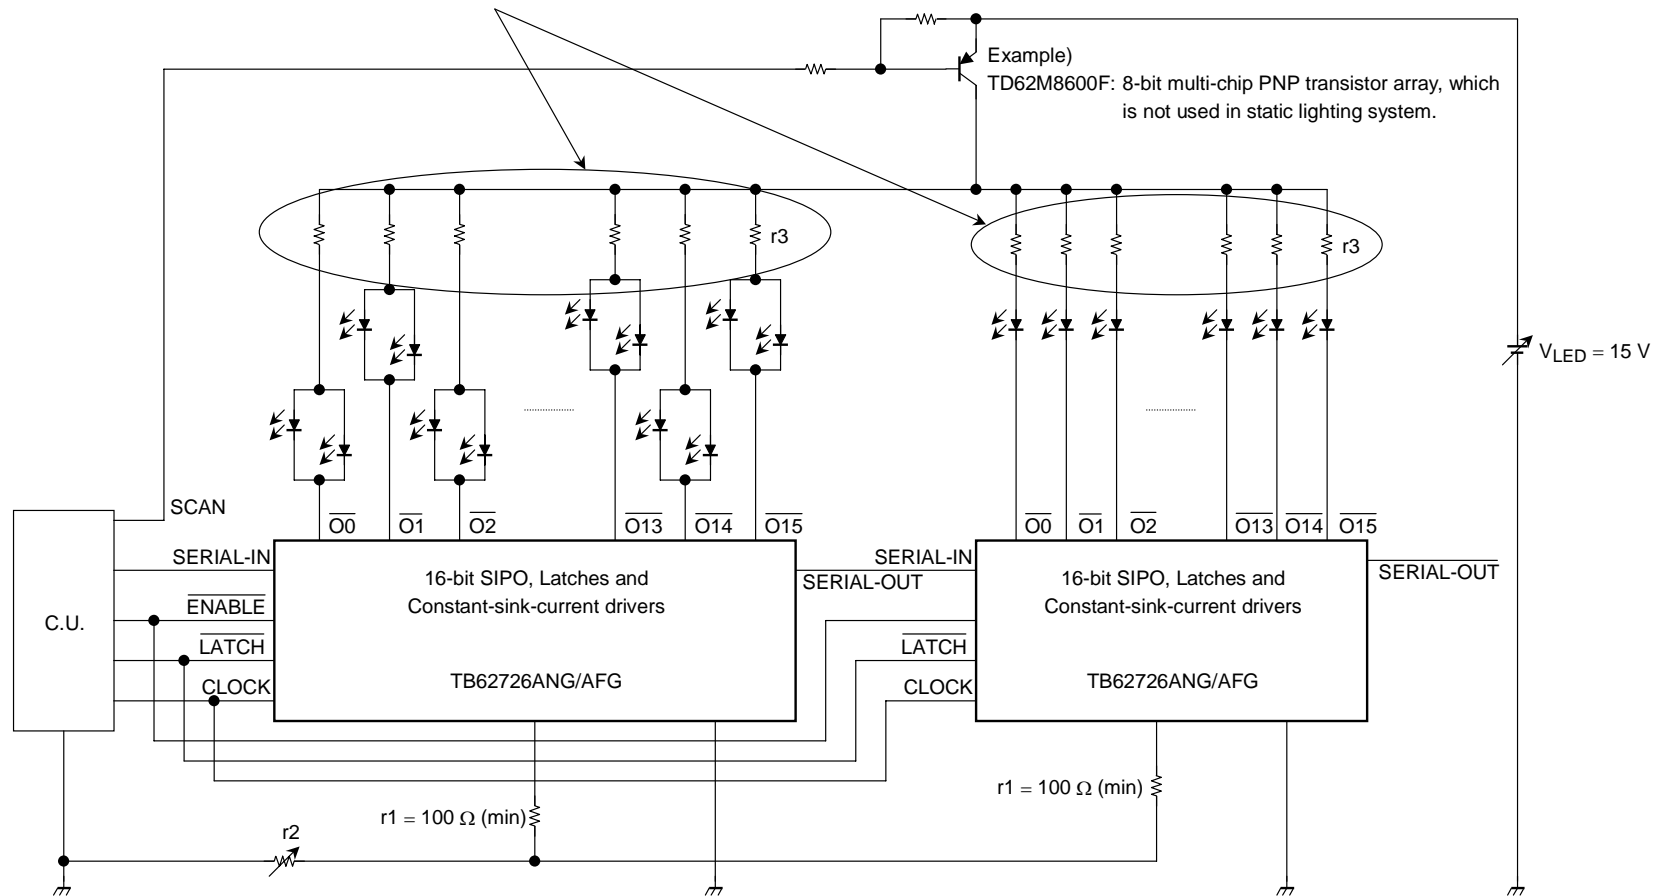 Example)
TD62M8600F: 8-bit multi-chip PNP transistor array, which
is not used in static lighting system.
r3
r3
VLED = 15 V
SCAN
O0 O1 O2 O13 O14 O15
O0 O1 O2 O13 O14 O15
SERIAL-IN
SERIAL-IN
SERIAL-OUT
SERIAL-OUT
16-bit SIPO, Latches and
Constant-sink-current drivers
16-bit SIPO, Latches and
Constant-sink-current drivers
ENABLE
C.U.
LATCH
LATCH
TB62726ANG/AFG
TB62726ANG/AFG
CLOCK
CLOCK
r1 = 100 Ω (min)
r1 = 100 Ω (min)
r2